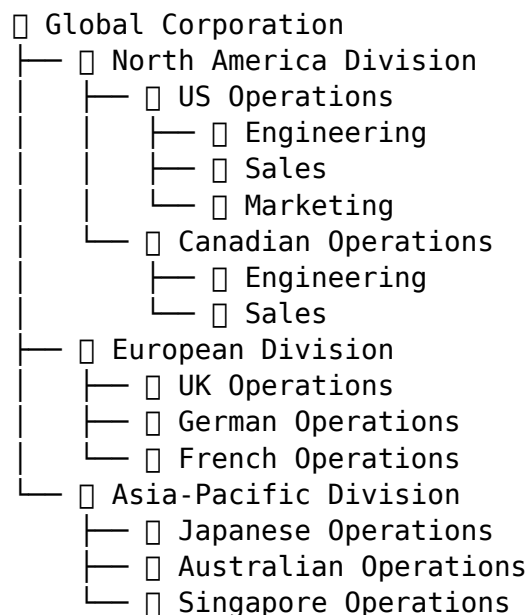 Global Corporation
├── North America Division
│   ├── US Operations
│   │   ├── Engineering
│   │   ├── Sales
│   │   └── Marketing
│   └── Canadian Operations
│       ├── Engineering
│       └── Sales
├── European Division
│   ├── UK Operations
│   ├── German Operations
│   └── French Operations
└── Asia-Pacific Division
    ├── Japanese Operations
    ├── Australian Operations
    └── Singapore Operations